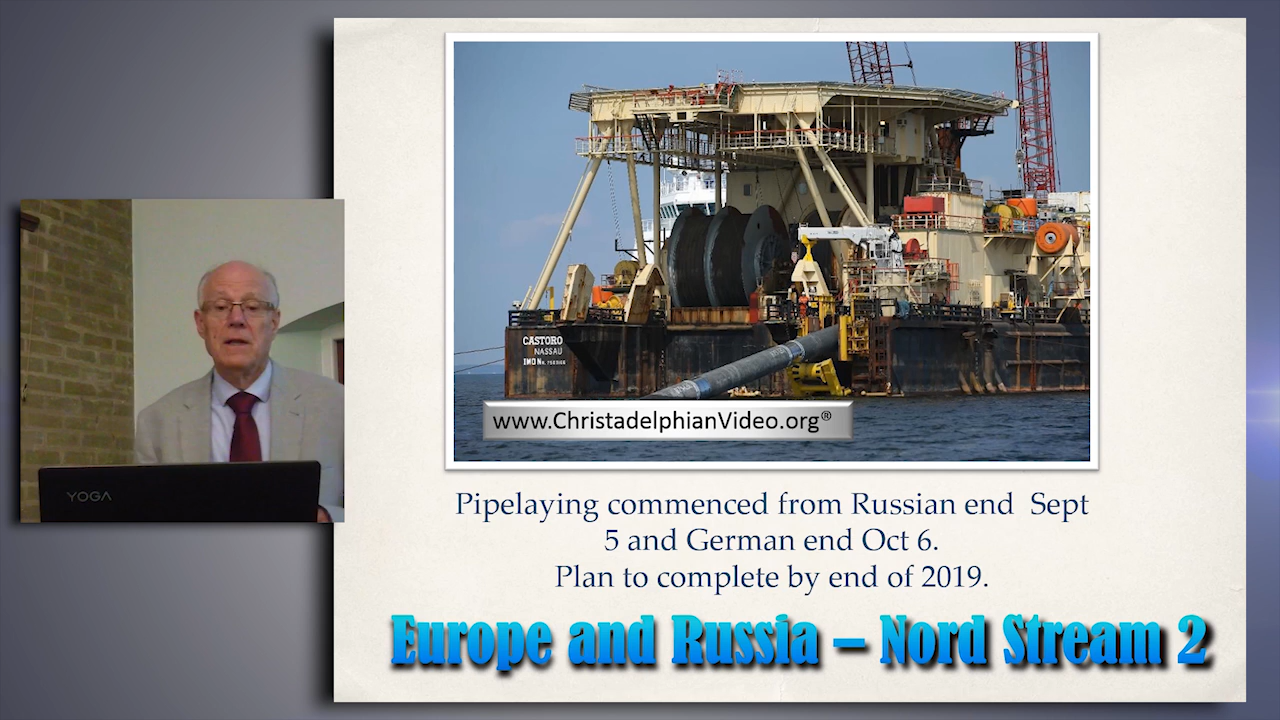 CASTORO
NASSAU
www.ChristadelphianVideo.org®
YOGA
Pipelaying commenced from Russian end Sept
5 and German end Oct 6.
Plan to complete by end of 2019.
Europe and Russia – Nord Stream 2